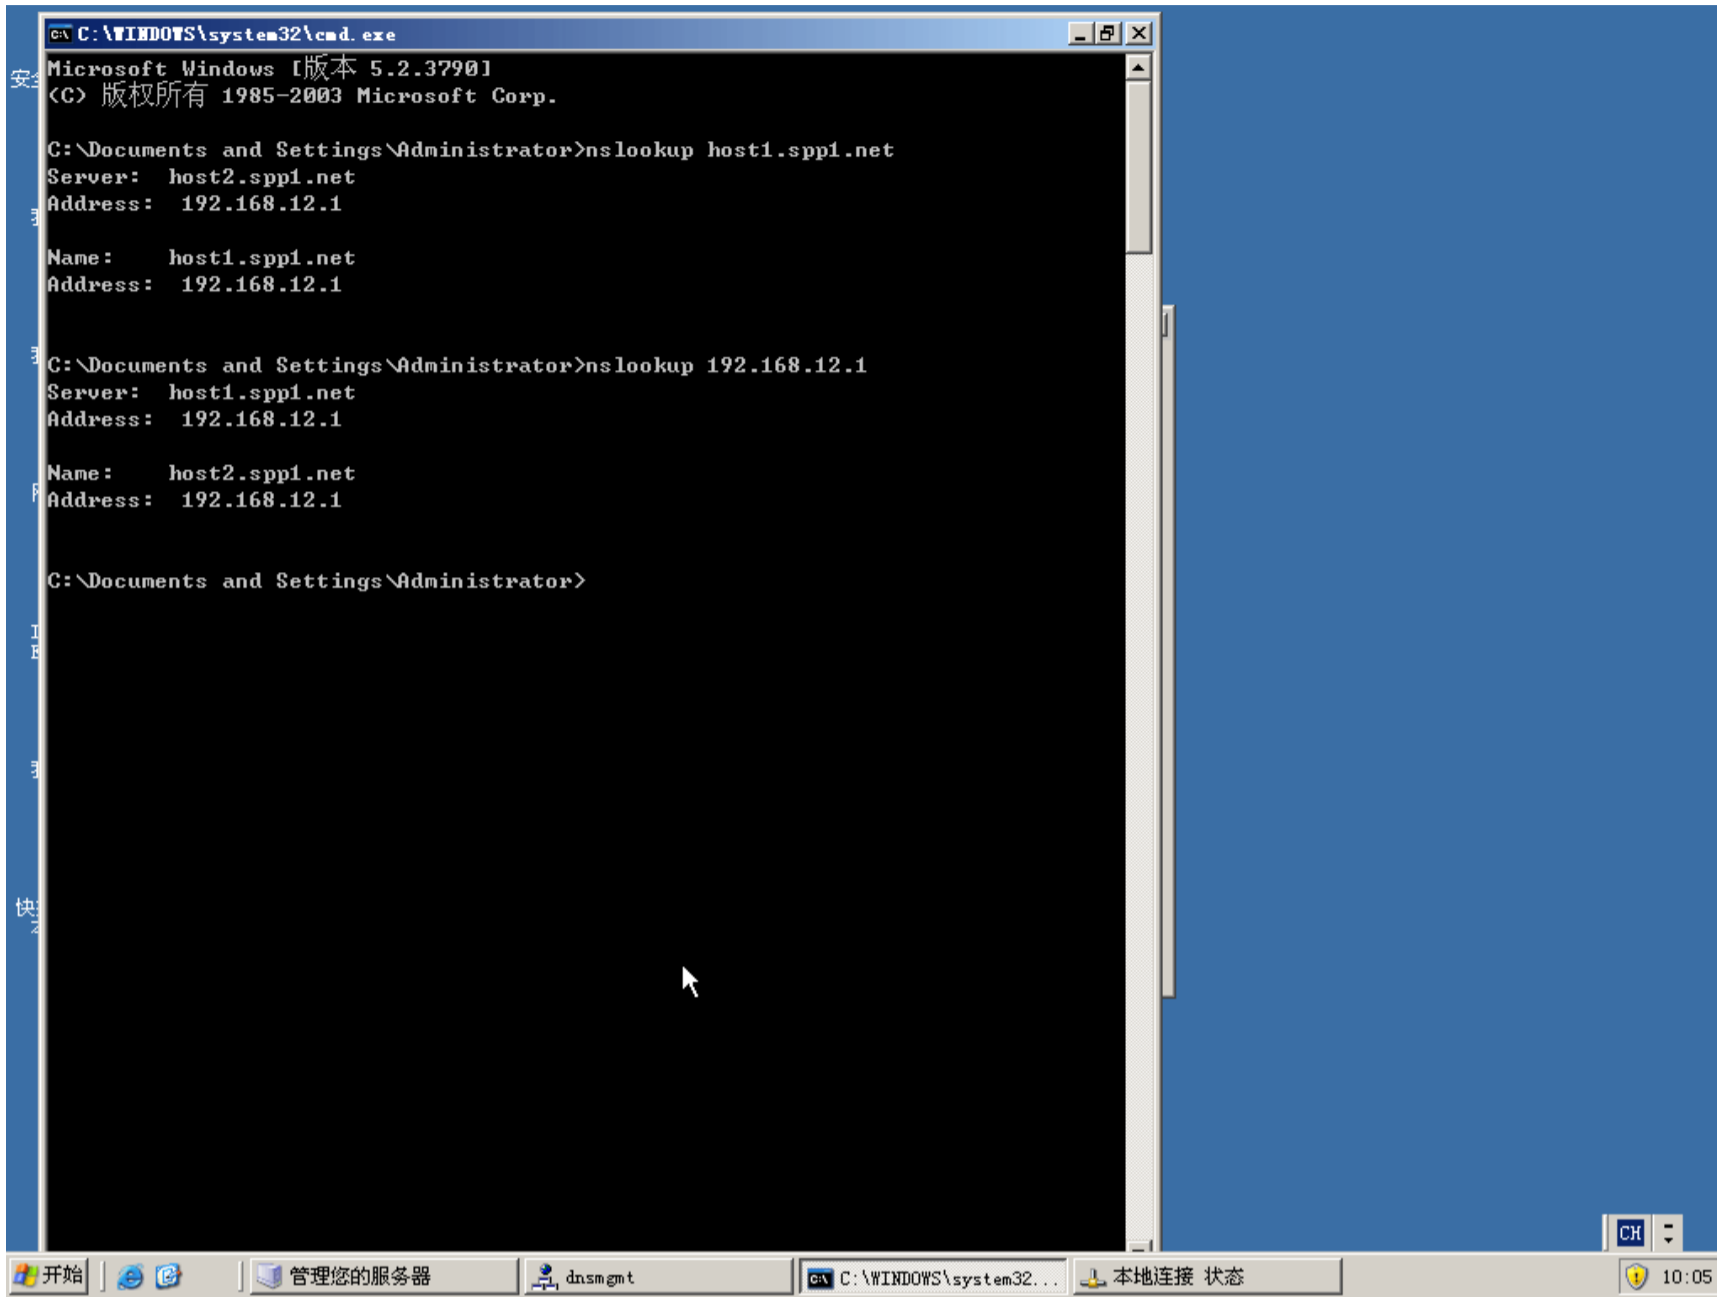 C:\WINDOWS\system32\cmd.exe
Microsoft Windows [版本 5.2.3790]
(C) 版权所有 1985-2003 Microsoft Corp.
C:\Documents and Settings\Administrator>nslookup host1.spp1.net
Server:  host2.spp1.net
Address:  192.168.12.1
Name:    host1.spp1.net
Address:  192.168.12.1
C:\Documents and Settings\Administrator>nslookup 192.168.12.1
Server:  host1.spp1.net
Address:  192.168.12.1
Name:    host2.spp1.net
Address:  192.168.12.1
C:\Documents and Settings\Administrator>
安
快
CH
开始
管理您的服务器
dnsmgmt
C:\WINDOWS\system32...
本地连接 状态
10:05